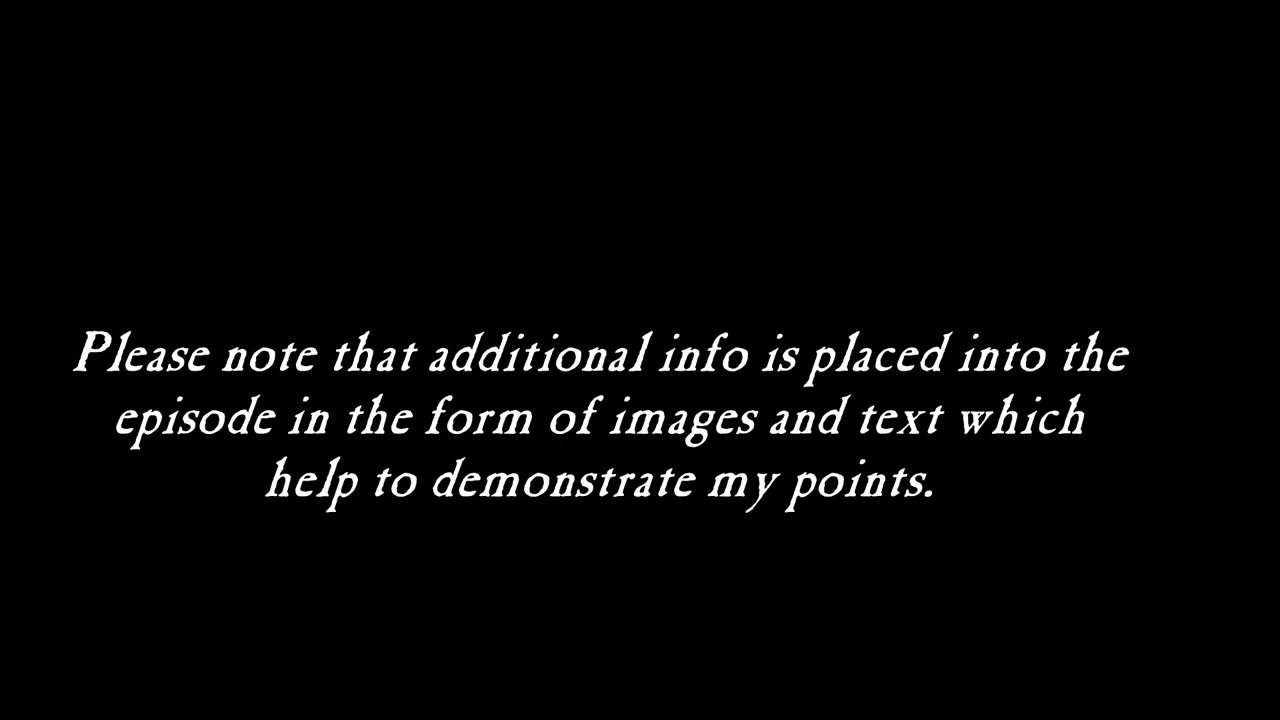 Please note that additional info is placed into the
episode in the form of images and text which
help to demonstrate my points.